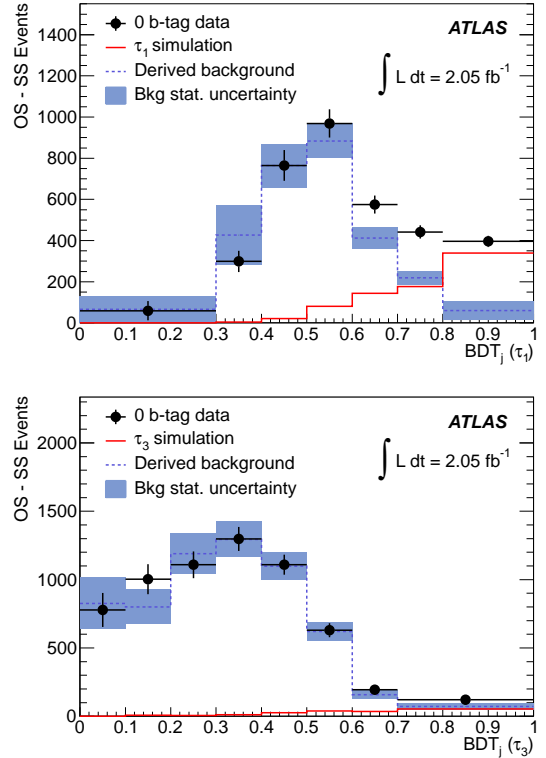 OS - SS Events
1400
1200
1000
800
600
400
200
0
0 b-tag data
τ1 simulation
Derived background
Bkg stat. uncertainty
ATLAS
∫ L dt = 2.05 fb-1
0 0.1 0.2 0.3 0.4 0.5 0.6 0.7 0.8 0.9 1
BDTj (τ1)
OS - SS Events
2000
1500
1000
500
0
0 b-tag data
τ3 simulation
Derived background
Bkg stat. uncertainty
ATLAS
∫ L dt = 2.05 fb-1
0 0.1 0.2 0.3 0.4 0.5 0.6 0.7 0.8 0.9 1
BDTj (τ3)